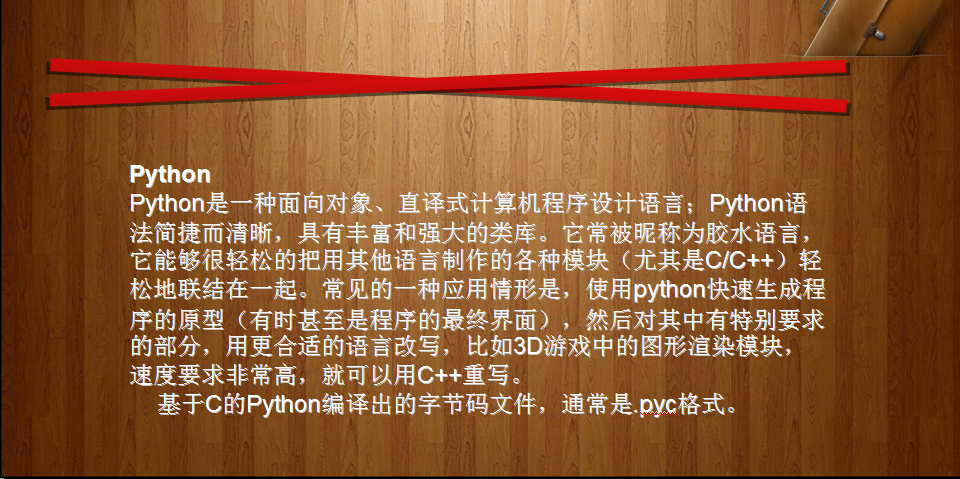 Python
Python是一种面向对象、直译式计算机程序设计语言；Python语
法简捷而清晰，具有丰富和强大的类库。它常被昵称为胶水语言，
它能够很轻松的把用其他语言制作的各种模块（尤其是C/C++）轻
松地联结在一起。常见的一种应用情形是，使用python快速生成程
序的原型（有时甚至是程序的最终界面），然后对其中有特别要求
的部分，用更合适的语言改写，比如3D游戏中的图形渲染模块，
速度要求非常高，就可以用C++重写。
基于C的Python编译出的字节码文件，通常是.pyc格式。